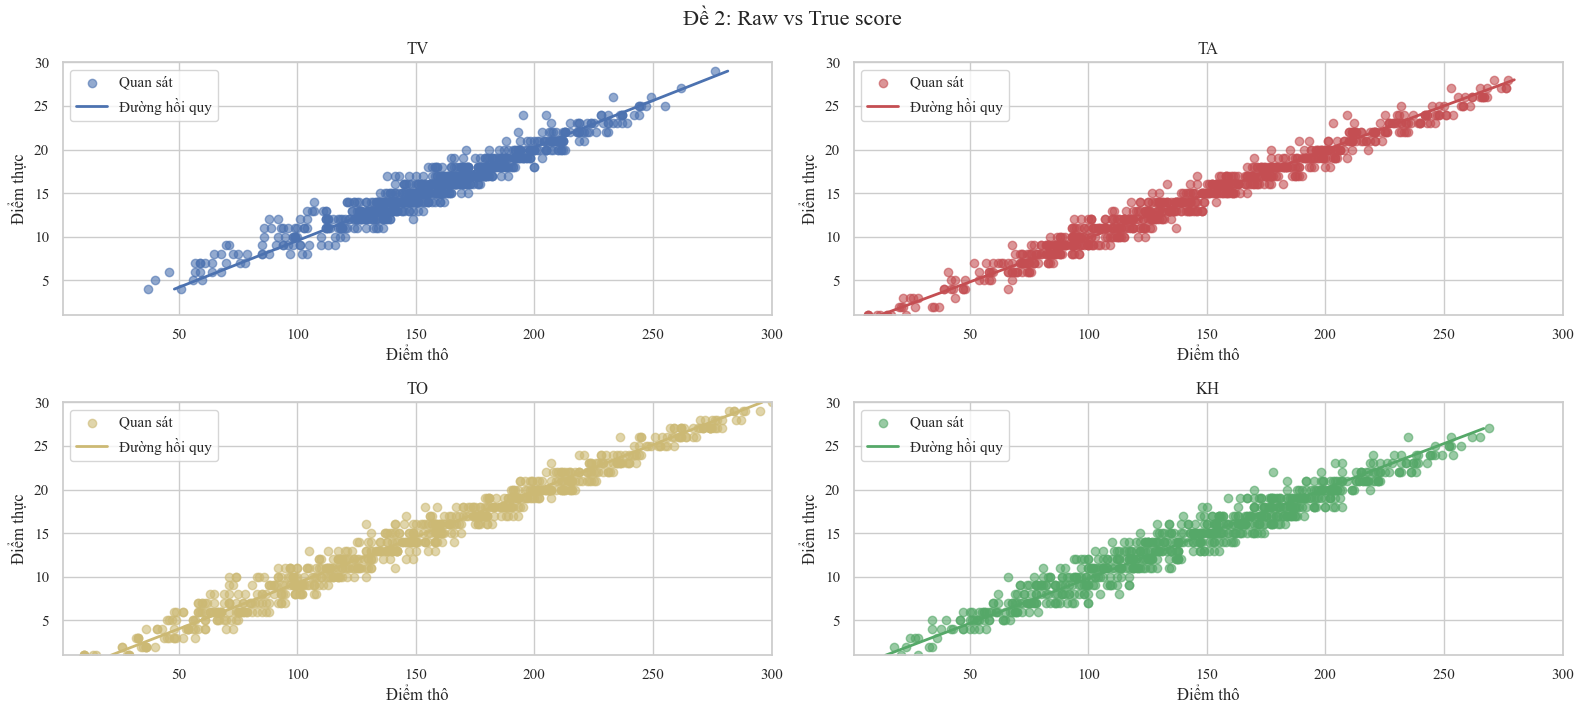 Đề 2: Raw vs True score
TV
30
25
20
15
10
5
Điểm thực
Quan sát
Đường hồi quy
50
100
150
200
250
300
Điểm thô
TA
30
25
20
15
10
5
Điểm thực
Quan sát
Đường hồi quy
50
100
150
200
250
300
Điểm thô
TO
30
25
20
15
10
5
Điểm thực
Quan sát
Đường hồi quy
50
100
150
200
250
300
Điểm thô
KH
30
25
20
15
10
5
Điểm thực
Quan sát
Đường hồi quy
50
100
150
200
250
300
Điểm thô